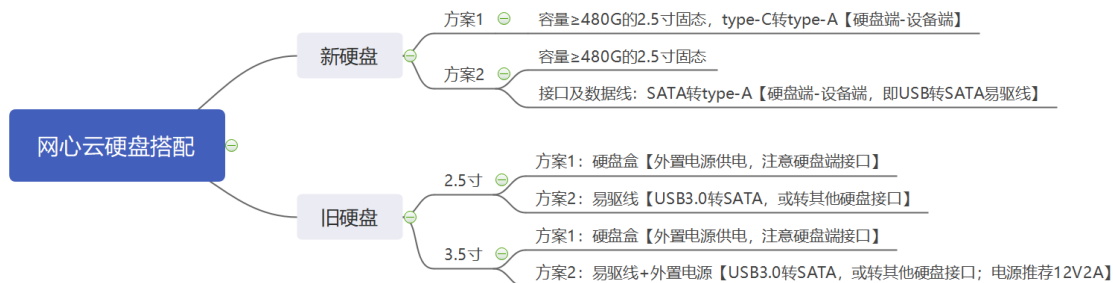 网心云硬盘搭配
新硬盘
方案1
容量≥480G的2.5寸固态，type-C转type-A【硬盘端-设备端】
方案2
容量≥480G的2.5寸固态
接口及数据线：SATA转type-A【硬盘端-设备端，即USB转SATA易驱线】
旧硬盘
2.5寸
方案1：硬盘盒【外置电源供电，注意硬盘端接口】
方案2：易驱线【USB3.0转SATA，或转其他硬盘接口】
3.5寸
方案1：硬盘盒【外置电源供电，注意硬盘端接口】
方案2：易驱线+外置电源【USB3.0转SATA，或转其他硬盘接口；电源推荐12V2A】